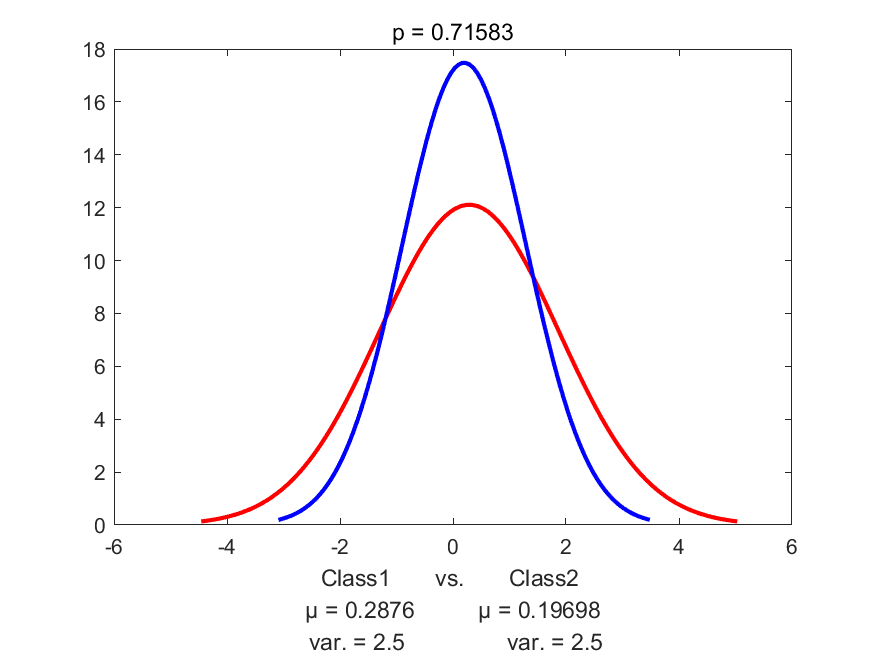 p = 0.71583
18
16
14
12
10
8
6
4
2
0
-6 -4 -2 0 2 4 6
Class1 vs. Class2
μ = 0.2876 μ = 0.19698
var. = 2.5 var. = 2.5